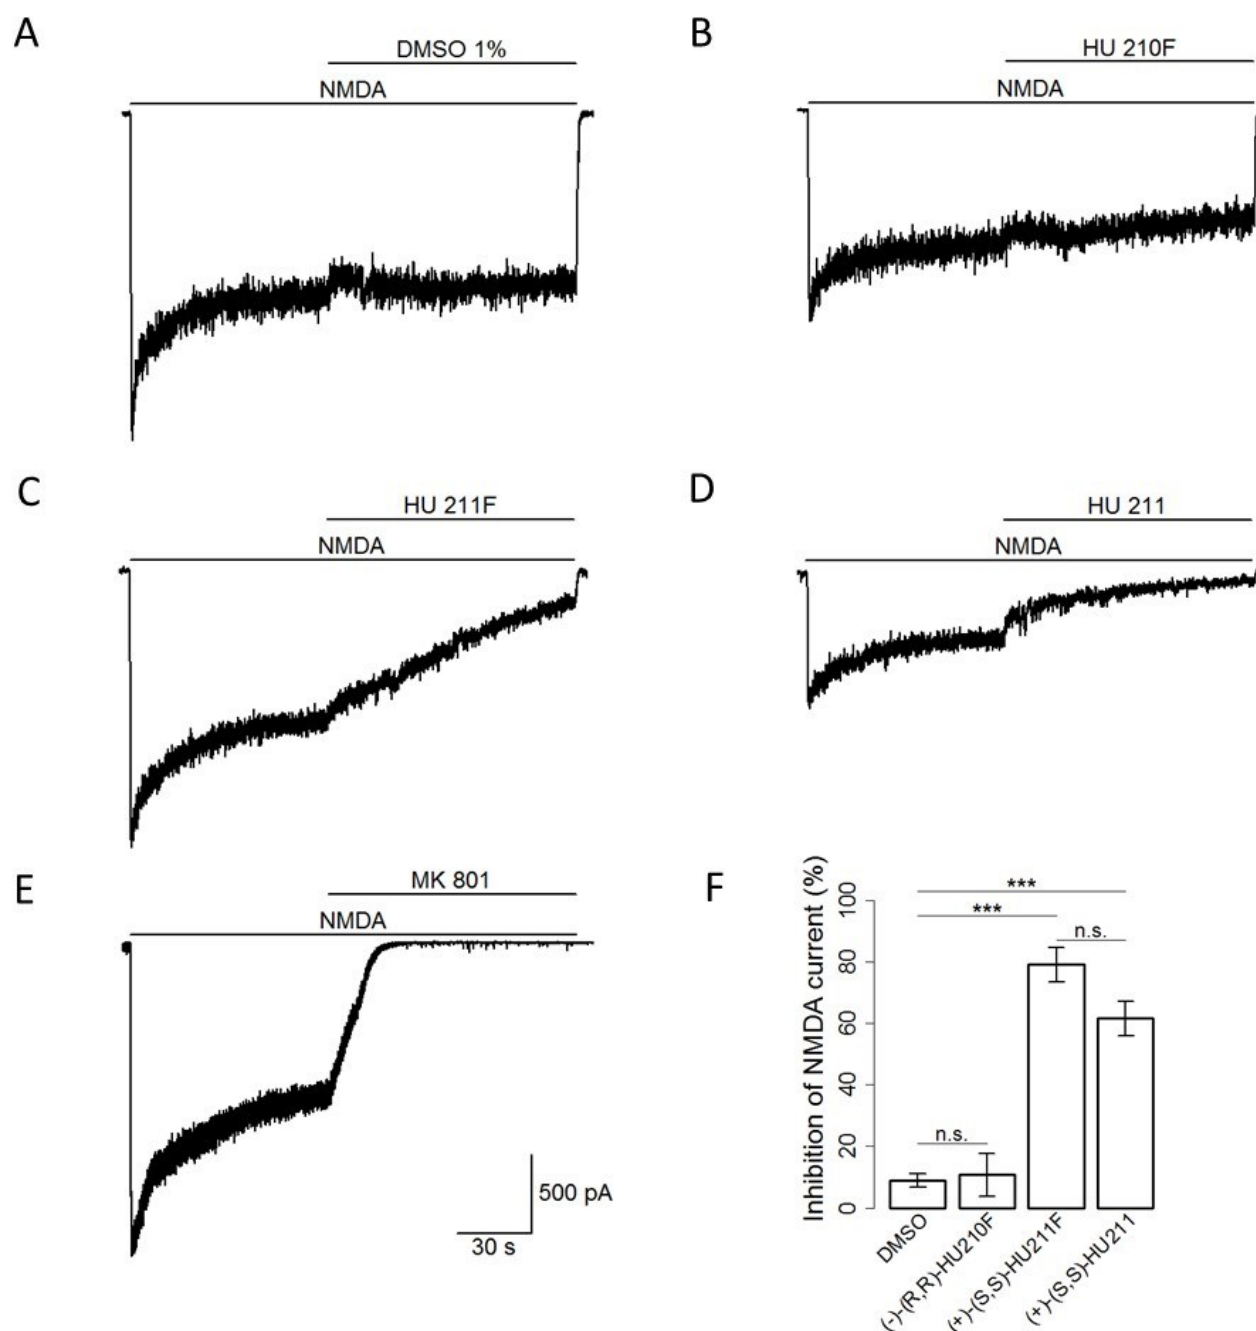 A
DMSO 1%
NMDA
B
HU 210F
NMDA
C
HU 211F
NMDA
D
HU 211
NMDA
E
MK 801
NMDA
500 pA
30 s
F
Inhibition of NMDA current (%)
100
80
60
40
20
0
***
***
n.s.
n.s.
DMSO
(-)-(R,R)-HU210F
(+)-(S,S)-HU211F
(+)-(S,S)-HU211